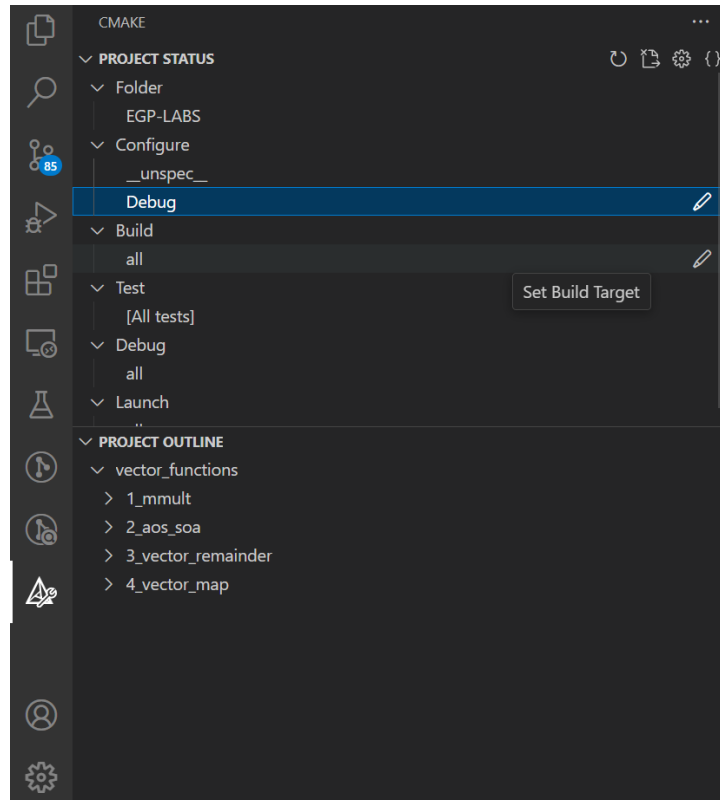 CMAKE
PROJECT STATUS
Folder
EGP-LABS
Configure
85
__unspec__
Debug
Build
all
Set Build Target
Test
[All tests]
Debug
all
Launch
PROJECT OUTLINE
vector_functions
1_mmult
2_aos_soa
3_vector_remainder
4_vector_map